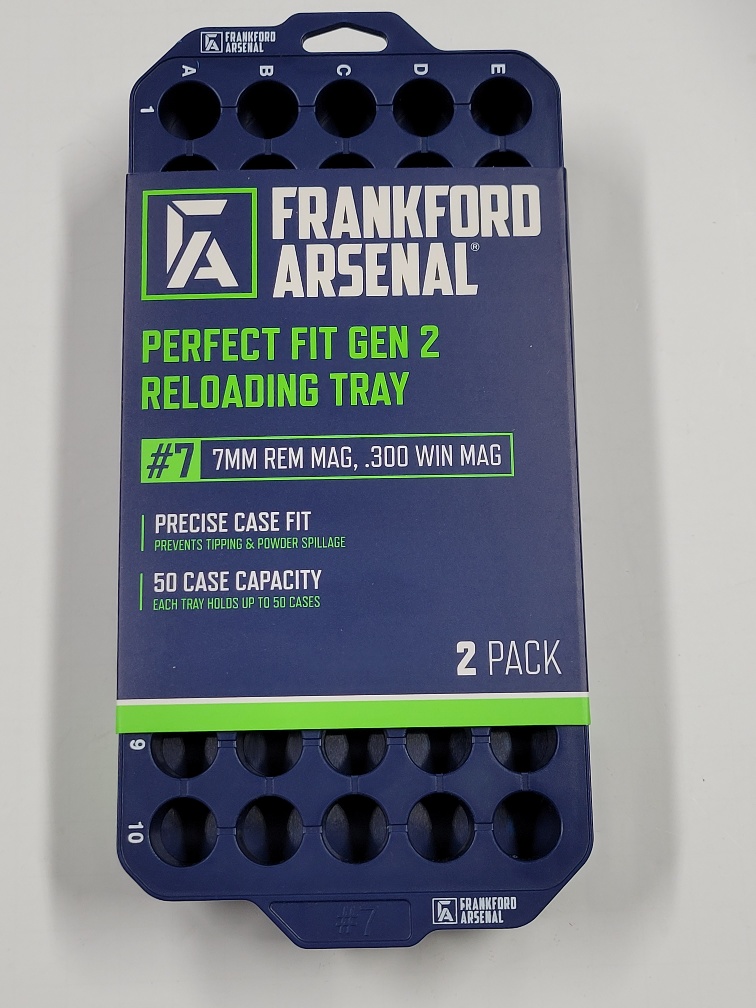 FRANKFORD
ARSENAL
A B C D E
1
FRANKFORD
ARSENAL®
PERFECT FIT GEN 2
RELOADING TRAY
#7 7MM REM MAG, .300 WIN MAG
PRECISE CASE FIT
PREVENTS TIPPING & POWDER SPILLAGE
50 CASE CAPACITY
EACH TRAY HOLDS UP TO 50 CASES
2 PACK
9
10
#7
FRANKFORD
ARSENAL